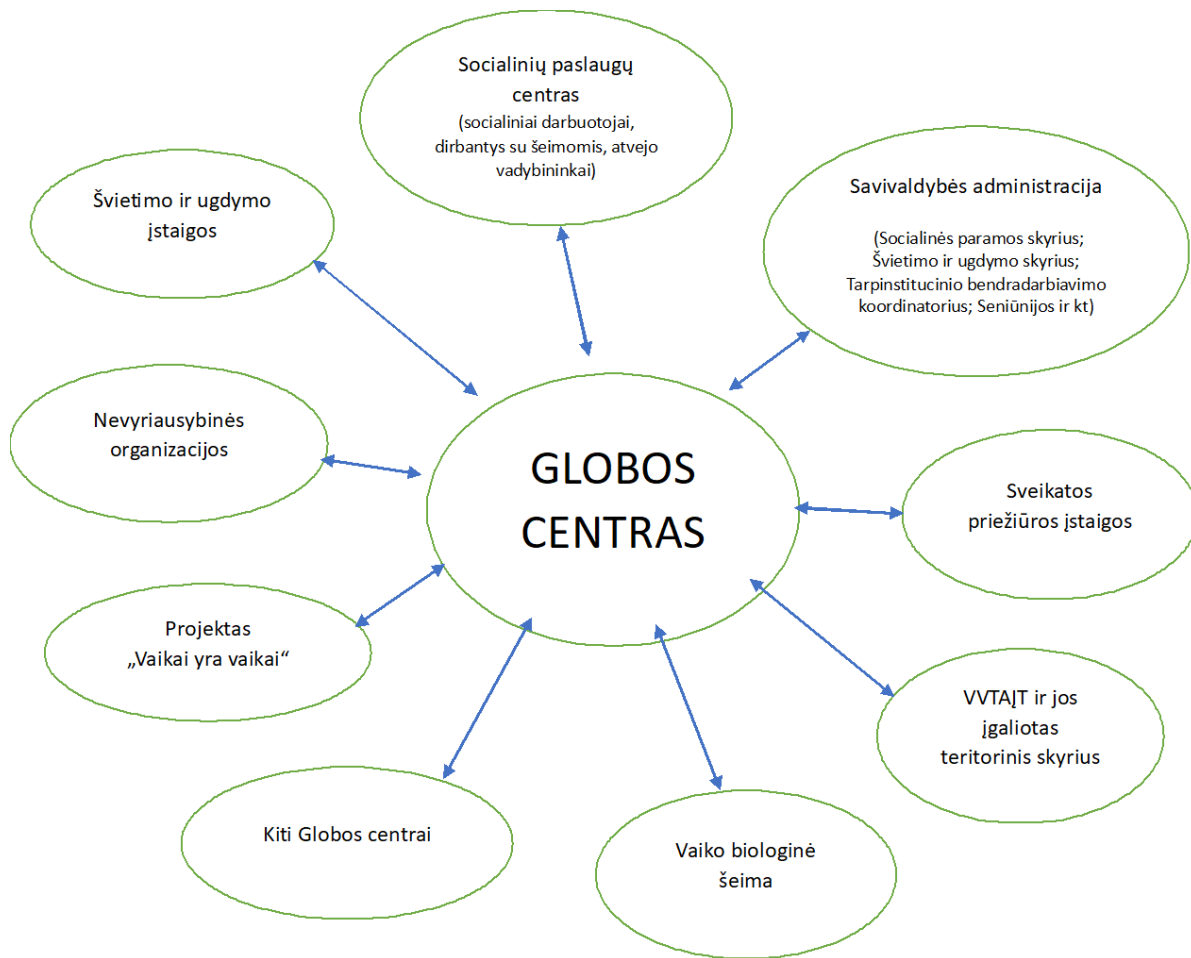 Socialinių paslaugų
centras
(socialiniai darbuotojai,
dirbantys su šeimomis, atvejo
vadybininkai)
Švietimo ir ugdymo
įstaigos
Savivaldybės administracija
(Socialinės paramos skyrius;
Švietimo ir ugdymo skyrius;
Tarpinstitucinio bendradarbiavimo
koordinatorius; Seniūnijos ir kt)
Nevyriausybinės
organizacijos
GLOBOS
CENTRAS
Sveikatos
priežiūros įstaigos
Projektas
„Vaikai yra vaikai“
VVTAĮT ir jos
įgaliotas
teritorinis skyrius
Kiti Globos centrai
Vaiko biologinė
šeima